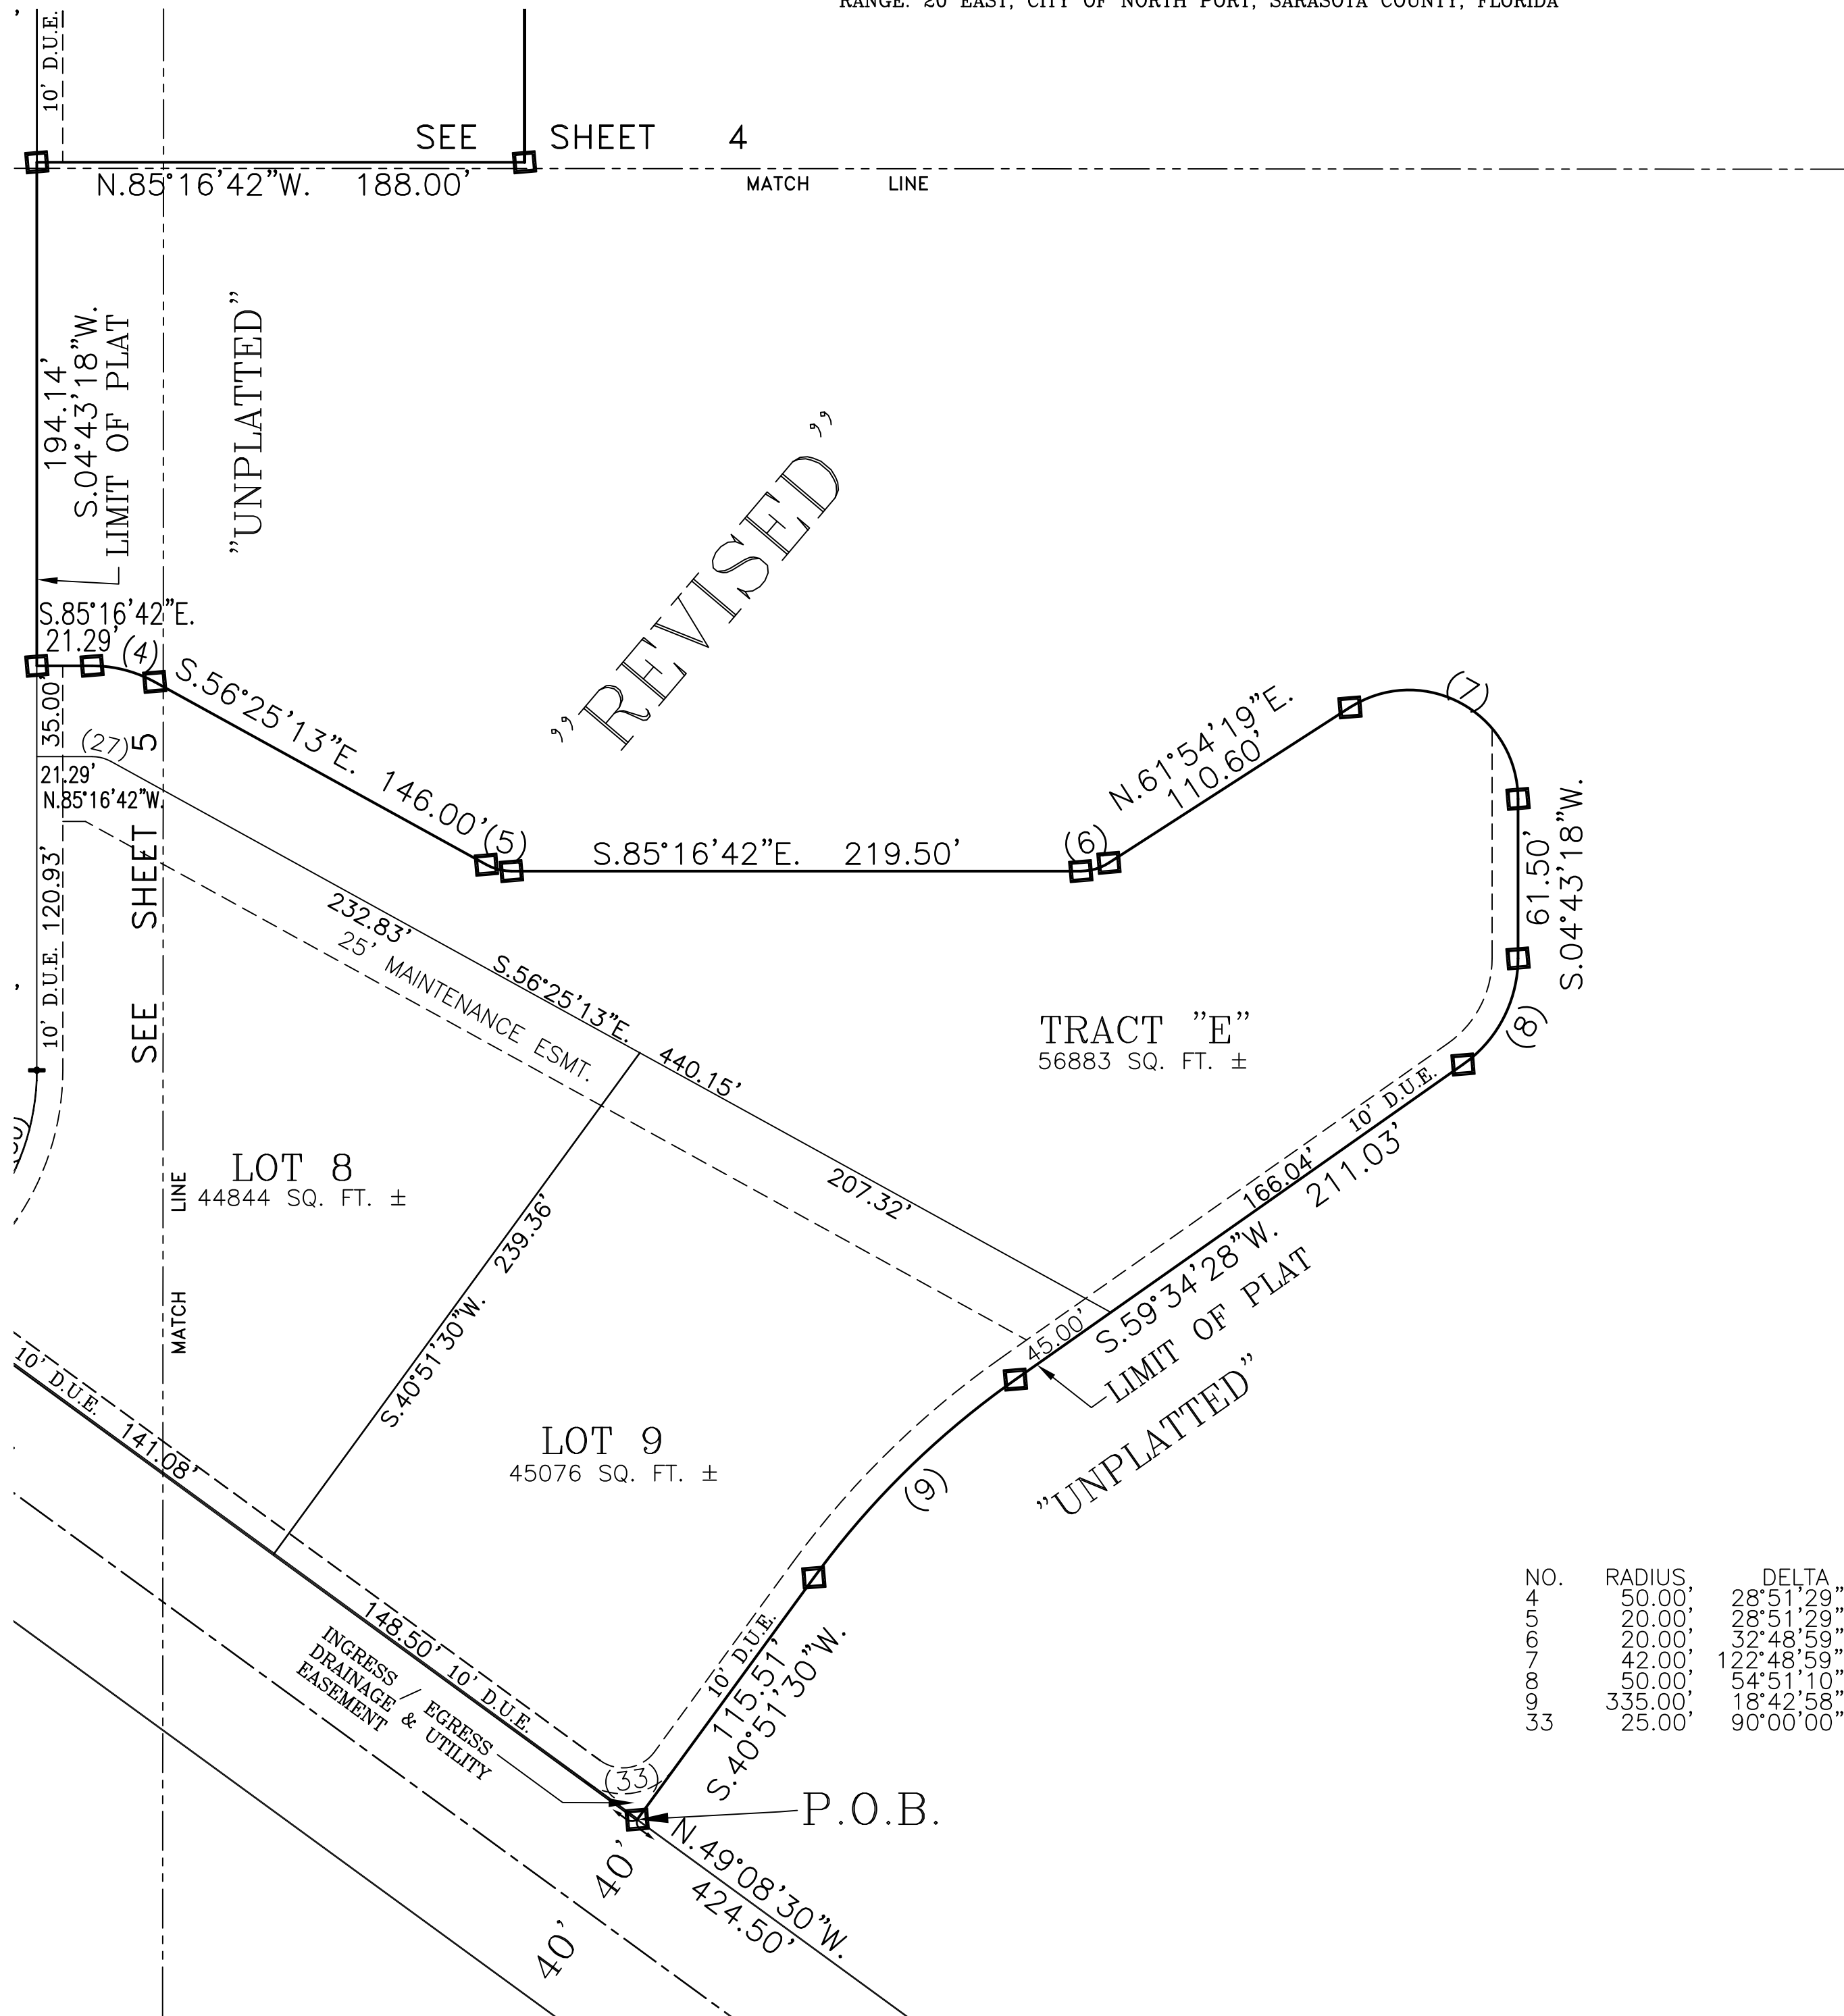 RANGE: 20 EAST, CITY OF NORTH PORT, SARASOTA COUNTY, FLORIDA
10' D.U.E.
SEE SHEET 4
N.85°16'42"W. 188.00'
MATCH LINE
194.14'
S.04°43'18"W.
LIMIT OF PLAT
"UNPLATTED"
"REVISED"
S.85°16'42"E.
21.29'
(4)
S.56°25'13"E. 146.00'
(5)
S.85°16'42"E. 219.50'
(6)
N.61°54'19"E.
110.60'
(7)
61.50'
S.04°43'18"W.
(8)
35.00'
(27)
21.29'
N.85°16'42"W.
10' D.U.E. 120.93'
SEE SHEET 5
232.83'
25' MAINTENANCE ESMT.
S.56°25'13"E. 440.15'
207.32'
TRACT "E"
56883 SQ. FT. ±
10' D.U.E.
166.04'
211.03'
S.59°34'28"W.
LIMIT OF PLAT
45.00'
"UNPLATTED"
LOT 8
44844 SQ. FT. ±
MATCH LINE
S.40°51'30"W. 239.36'
LOT 9
45076 SQ. FT. ±
(9)
10' D.U.E. 141.08'
148.50' 10' D.U.E.
INGRESS / EGRESS
DRAINAGE & UTILITY
EASEMENT
10' D.U.E.
115.51'
S.40°51'30"W.
(33)
P.O.B.
N.49°08'30"W.
424.50'
40'
40'
NO. RADIUS DELTA
4 50.00' 28°51'29"
5 20.00' 28°51'29"
6 20.00' 32°48'59"
7 42.00' 122°48'59"
8 50.00' 54°51'10"
9 335.00' 18°42'58"
33 25.00' 90°00'00"